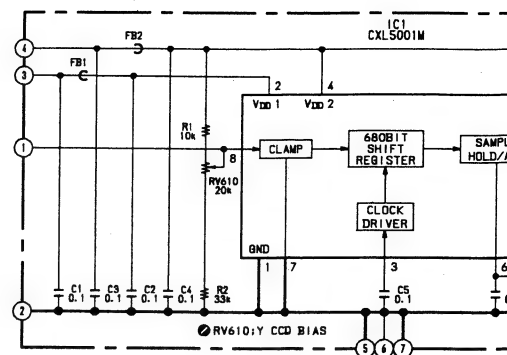 IC1
CXL5001M
4
FB2
3
FB1
2
4
VDD 1
VDD 2
R1
10k
1
8
CLAMP
680BIT
SHIFT
REGISTER
RV610
20k
CLOCK
DRIVER
GND
1
7
3
6
C1
0.1
C3
0.1
C2
0.1
C4
0.1
R2
33k
C5
0.1
2
RV610;Y CCD BIAS
5
6
7